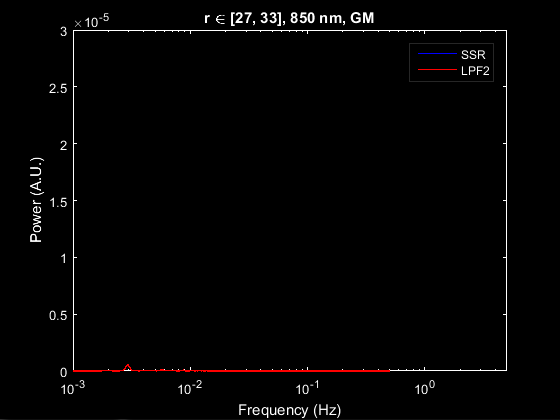 r ∈ [27, 33], 850 nm, GM
×10⁻⁵
3
2.5
2
1.5
1
0.5
0
Power (A.U.)
SSR
LPF2
10⁻³ 10⁻² 10⁻¹ 10⁰
Frequency (Hz)